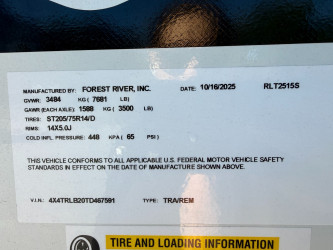 MANUFACTURED BY: FOREST RIVER, INC. DATE: 10/16/2025 RLT2515S
GVWR: 3484 KG ( 7681 LB)
GAWR (EACH AXLE): 1588 KG ( 3500 LB)
TIRES: ST205/75R14/D
RIMS: 14X5.0J
COLD INF. PRESSURE: 448 KPA ( 65 PSI )
THIS VEHICLE CONFORMS TO ALL APPLICABLE U.S. FEDERAL MOTOR VEHICLE SAFETY
STANDARDS IN EFFECT ON THE DATE OF MANUFACTURE SHOWN ABOVE.
V.I.N.: 4X4TRLB20TD467591 TYPE: TRA/REM
TIRE AND LOADING INFORMATION